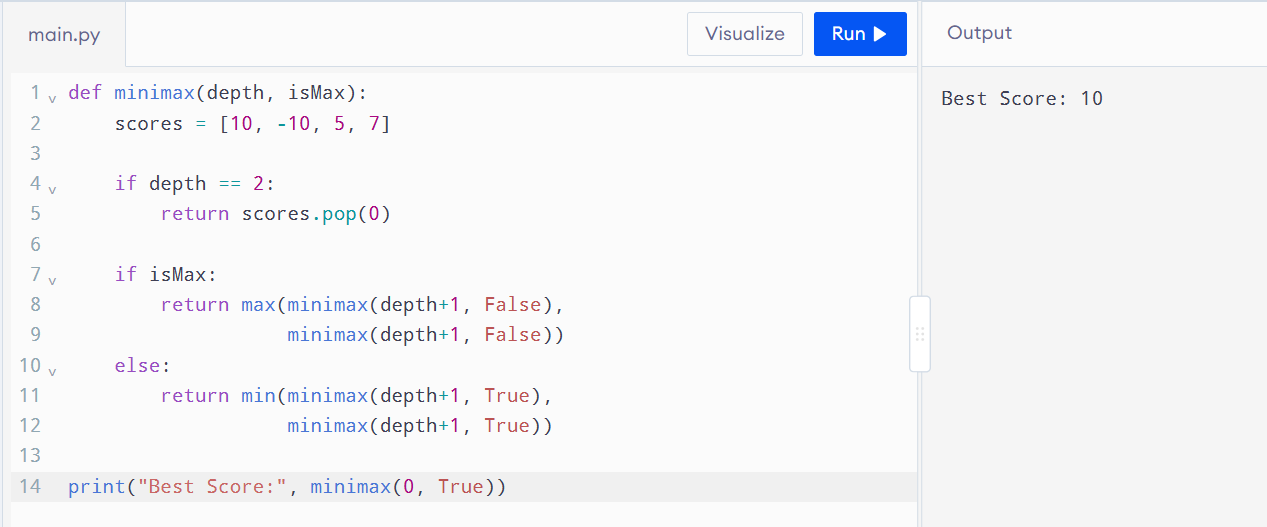 main.py
Visualize
Run
Output
1 def minimax(depth, isMax):
2     scores = [10, -10, 5, 7]
3
4     if depth == 2:
5         return scores.pop(0)
6
7     if isMax:
8         return max(minimax(depth+1, False),
9                    minimax(depth+1, False))
10     else:
11         return min(minimax(depth+1, True),
12                    minimax(depth+1, True))
13
14 print("Best Score:", minimax(0, True))
Best Score: 10